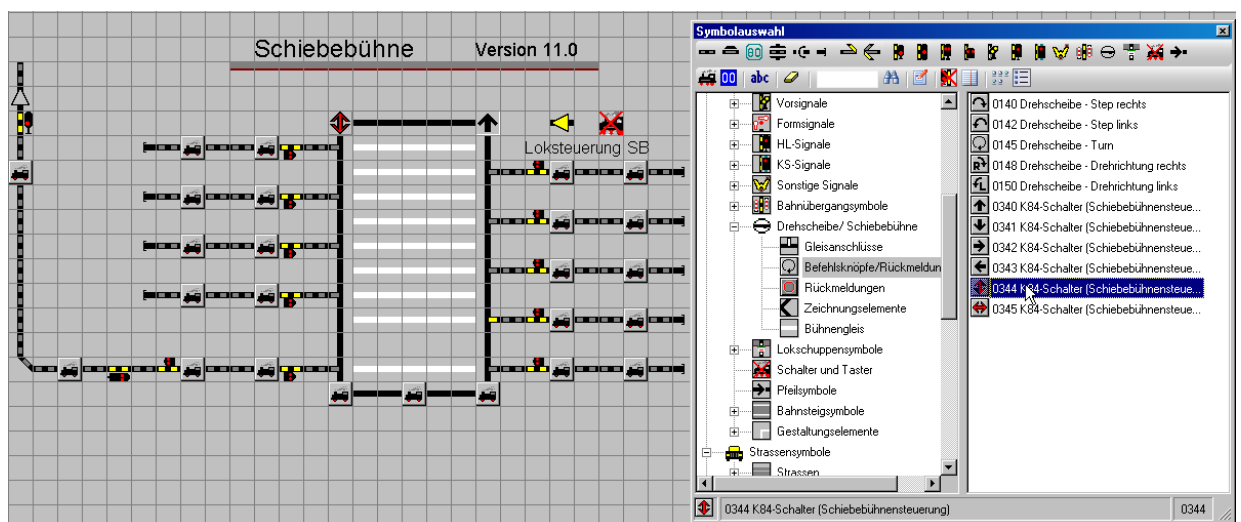 Schiebebühne Version 11.0
Loksteuerung SB
Symbolauswahl
00
abc
Vorsignale
Formsignale
HL-Signale
KS-Signale
Sonstige Signale
Bahnübergangsymbole
Drehscheibe/ Schiebebühne
Gleisanschlüsse
Befehlsknöpfe/Rückmeldun
Rückmeldungen
Zeichnungselemente
Bühnengleis
Lokschuppensymbole
Schalter und Taster
Pfeilsymbole
Bahnsteigsymbole
Gestaltungselemente
Strassensymbole
Strassen
0140 Drehscheibe - Step rechts
0142 Drehscheibe - Step links
0145 Drehscheibe - Turn
0148 Drehscheibe - Drehrichtung rechts
0150 Drehscheibe - Drehrichtung links
0340 K84-Schalter (Schiebebühnensteue...
0341 K84-Schalter (Schiebebühnensteue...
0342 K84-Schalter (Schiebebühnensteue...
0343 K84-Schalter (Schiebebühnensteue...
0344 K84-Schalter (Schiebebühnensteue...
0345 K84-Schalter (Schiebebühnensteue...
0344 K84-Schalter (Schiebebühnensteuerung) 0344